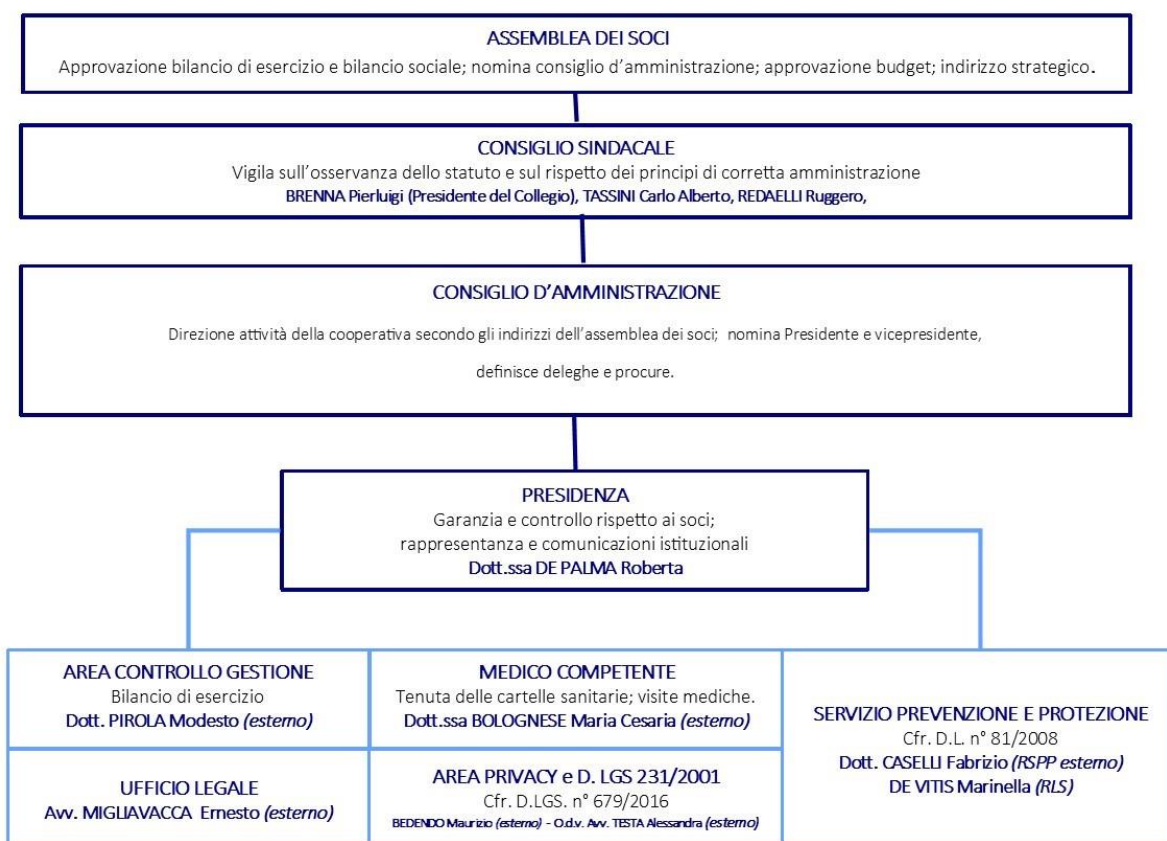 ASSEMBLEA DEI SOCI
Approvazione bilancio di esercizio e bilancio sociale; nomina consiglio d'amministrazione; approvazione budget; indirizzo strategico.
CONSIGLIO SINDACALE
Vigila sull'osservanza dello statuto e sul rispetto dei principi di corretta amministrazione
BRENNA Pierluigi (Presidente del Collegio), TASSINI Carlo Alberto, REDAELLI Ruggero,
CONSIGLIO D'AMMINISTRAZIONE
Direzione attività della cooperativa secondo gli indirizzi dell'assemblea dei soci; nomina Presidente e vicepresidente,
definisce deleghe e procure.
PRESIDENZA
Garanzia e controllo rispetto ai soci;
rappresentanza e comunicazioni istituzionali
Dott.ssa DE PALMA Roberta
AREA CONTROLLO GESTIONE
Bilancio di esercizio
Dott. PIROLA Modesto (esterno)
MEDICO COMPETENTE
Tenuta delle cartelle sanitarie; visite mediche.
Dott.ssa BOLOGNESE Maria Cesaria (esterno)
SERVIZIO PREVENZIONE E PROTEZIONE
Cfr. D.L. n° 81/2008
Dott. CASELLI Fabrizio (RSPP esterno)
DE VITIS Marinella (RLS)
UFFICIO LEGALE
Avv. MIGLIAVACCA Ernesto (esterno)
AREA PRIVACY e D. LGS 231/2001
Cfr. D.LGS. n° 679/2016
BEDENDO Maurizio (esterno) - O.d.v. Avv. TESTA Alessandra (esterno)